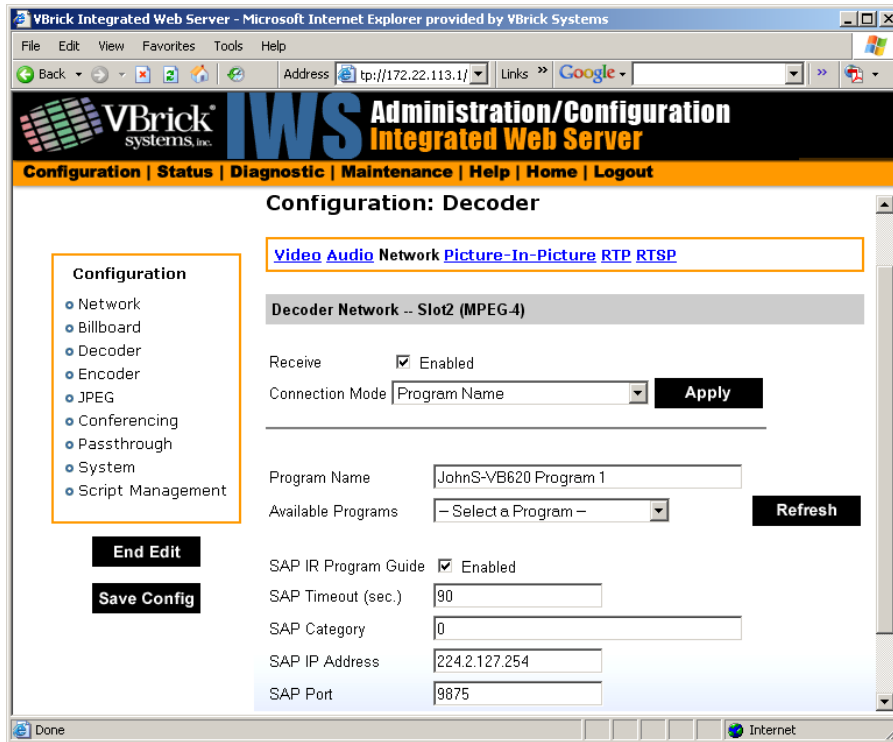 VBrick Integrated Web Server - Microsoft Internet Explorer provided by VBrick Systems
File Edit View Favorites Tools Help
Back Address tp://172.22.113.1/ Links » Google »
VBrick systems, inc. IWS Administration/Configuration
Integrated Web Server
Configuration | Status | Diagnostic | Maintenance | Help | Home | Logout
Configuration: Decoder
Video Audio Network Picture-In-Picture RTP RTSP
Configuration
Network
Billboard
Decoder
Encoder
JPEG
Conferencing
Passthrough
System
Script Management
End Edit
Save Config
Decoder Network -- Slot2 (MPEG-4)
Receive Enabled
Connection Mode Program Name Apply
Program Name JohnS-VB620 Program 1
Available Programs -- Select a Program -- Refresh
SAP IR Program Guide Enabled
SAP Timeout (sec.) 90
SAP Category 0
SAP IP Address 224.2.127.254
SAP Port 9875
Done Internet